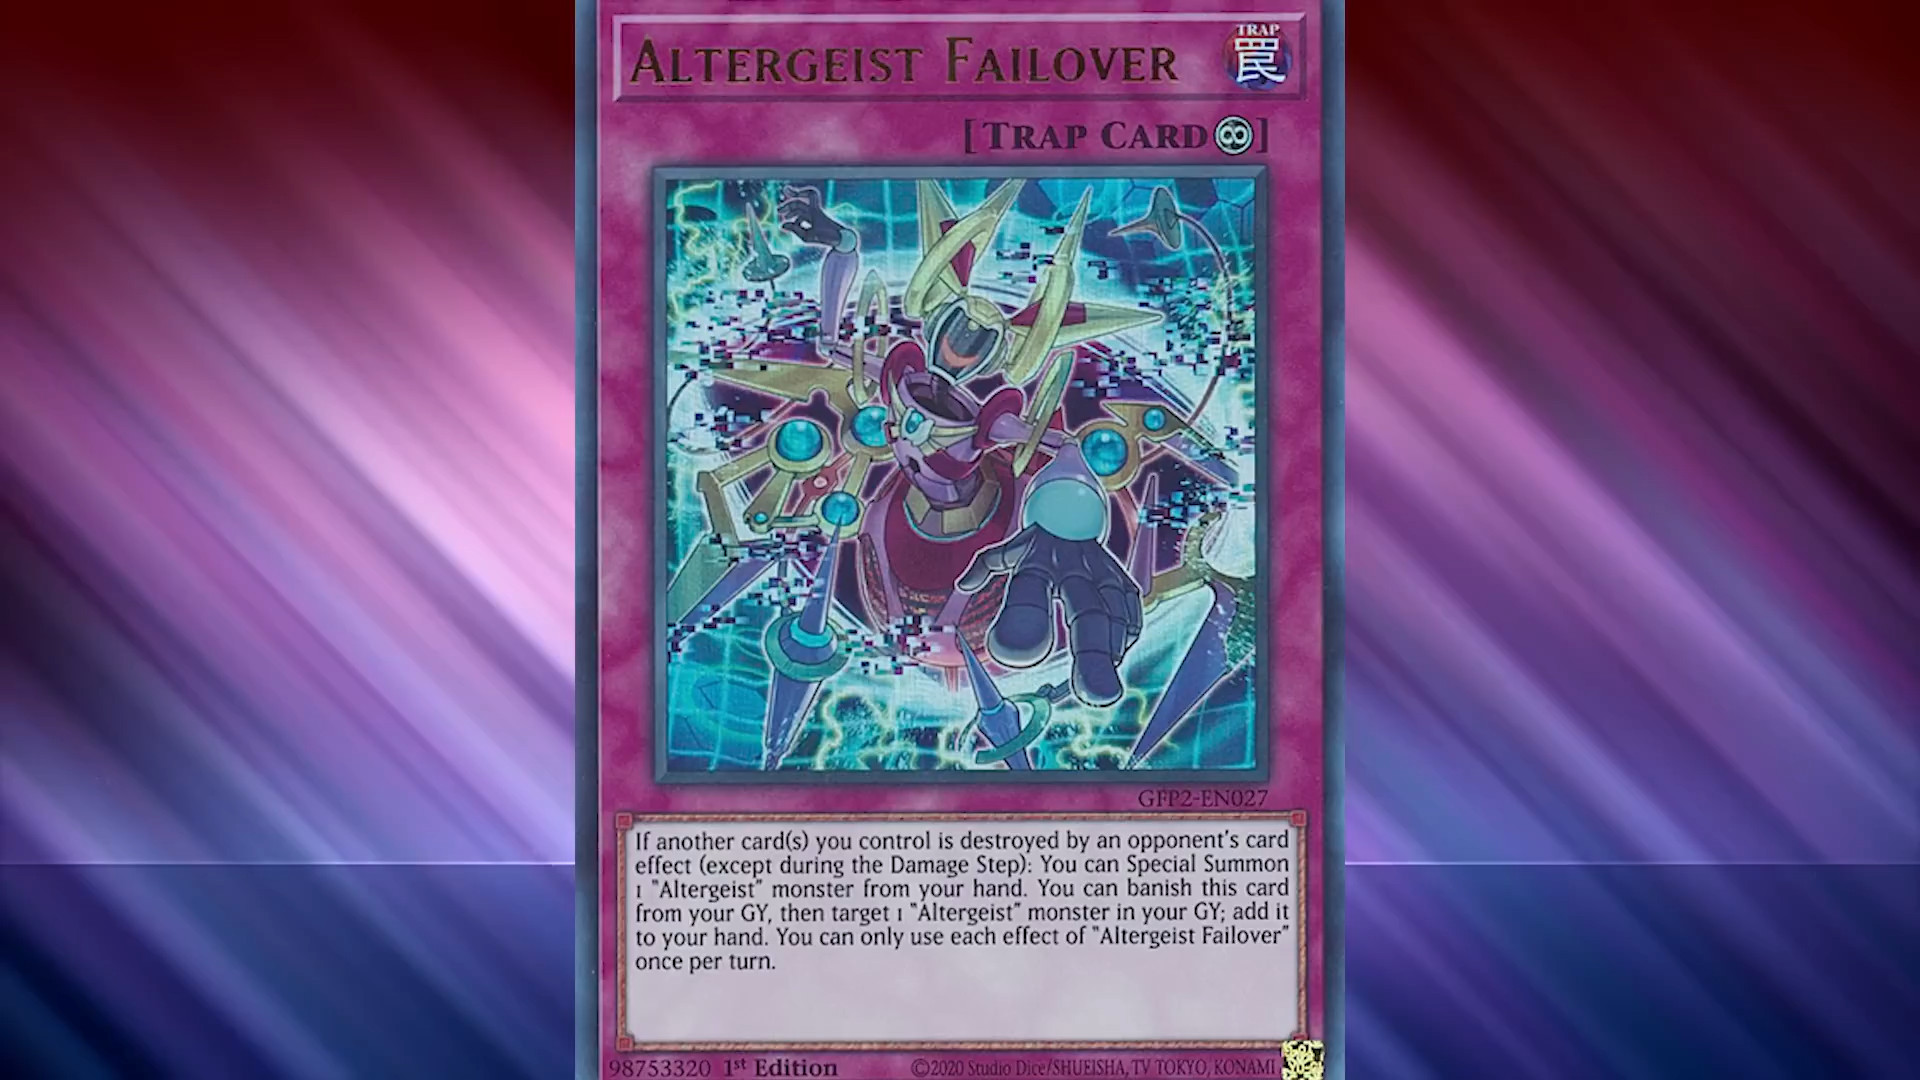 ALTERGEIST FAILOVER
TRAP
罠
[TRAP CARD∞]
GFP2-EN027
If another card(s) you control is destroyed by an opponent's card
effect (except during the Damage Step): You can Special Summon
1 "Altergeist" monster from your hand. You can banish this card
from your GY, then target 1 "Altergeist" monster in your GY; add it
to your hand. You can only use each effect of "Altergeist Failover"
once per turn.
98753320 1st Edition
©2020 Studio Dice/SHUEISHA, TV TOKYO, KONAMI